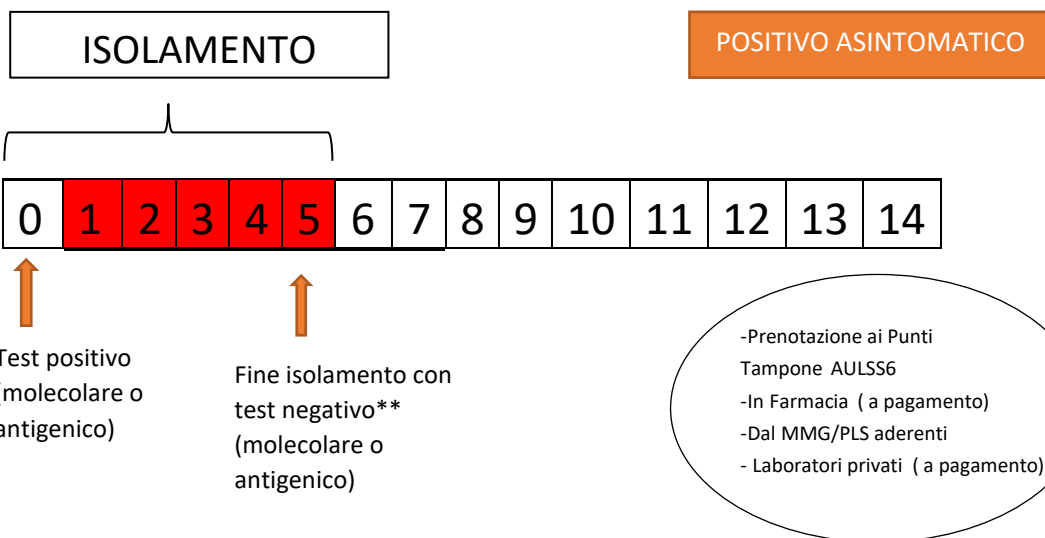 ISOLAMENTO
POSITIVO ASINTOMATICO
0 1 2 3 4 5 6 7 8 9 10 11 12 13 14
Test positivo
(molecolare o
antigenico)
Fine isolamento con
test negativo**
(molecolare o
antigenico)
-Prenotazione ai Punti
Tampone AULSS6
-In Farmacia ( a pagamento)
-Dal MMG/PLS aderenti
- Laboratori privati ( a pagamento)